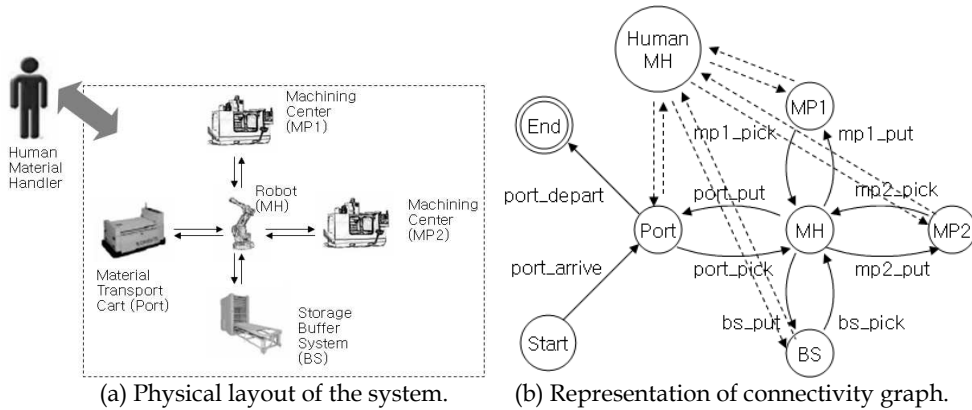 Human
Material
Handler
Machining
Center
(MP1)
Robot
(MH)
Machining
Center
(MP2)
Material
Transport
Cart (Port)
Storage
Buffer
System
(BS)
(a) Physical layout of the system.
Human
MH
End
MP1
mp1_pick
mp1_put
port_depart
port_put
mp2_pick
Port
MH
MP2
port_arrive
port_pick
mp2_put
bs_put
bs_pick
Start
BS
(b) Representation of connectivity graph.